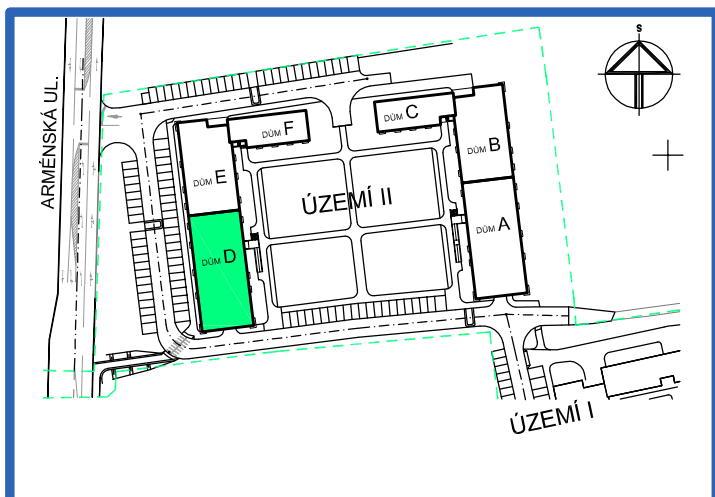 S
ARMÉNSKÁ UL.
DŮM F
DŮM C
DŮM B
DŮM E
ÚZEMÍ II
DŮM A
DŮM D
ÚZEMÍ I